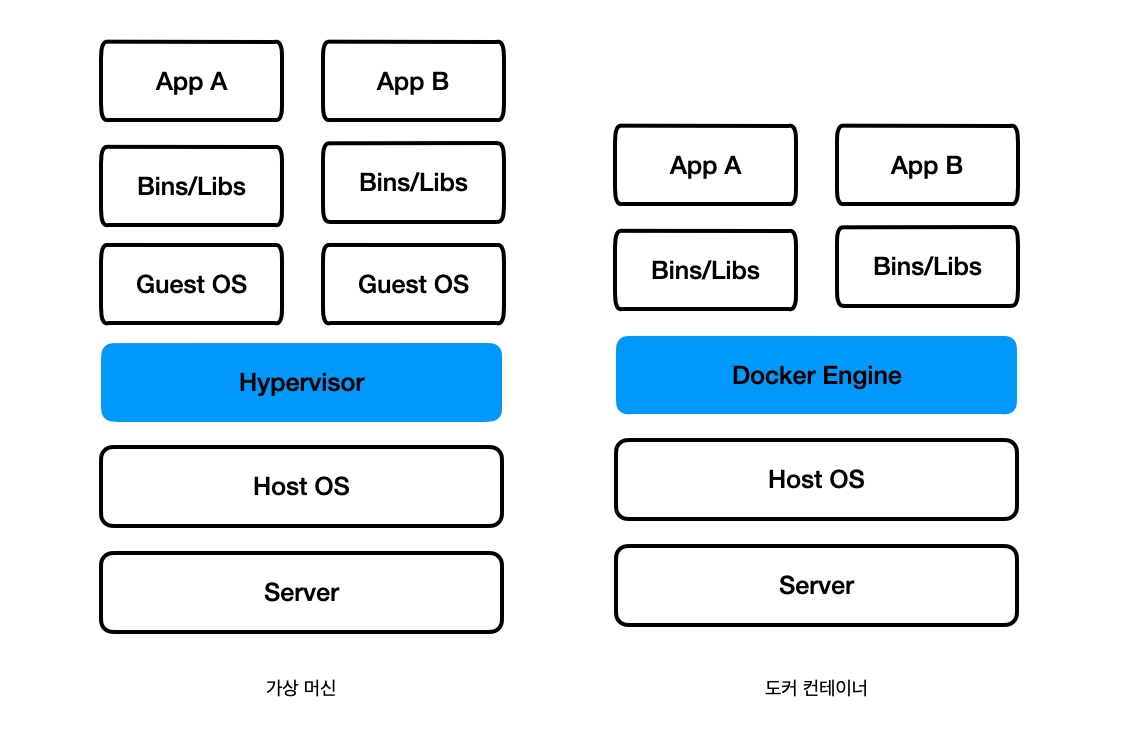 App A
App B
Bins/Libs
Bins/Libs
Guest OS
Guest OS
Hypervisor
Host OS
Server
가상 머신
App A
App B
Bins/Libs
Bins/Libs
Docker Engine
Host OS
Server
도커 컨테이너